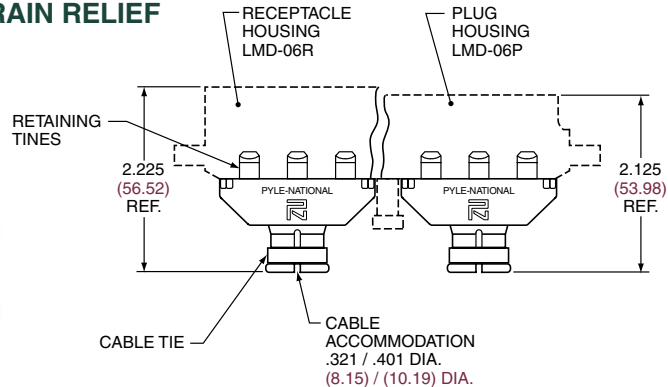 RAIN RELIEF
RECEPTACLE
HOUSING
LMD-06R
PLUG
HOUSING
LMD-06P
RETAINING
TINES
2.225
(56.52)
REF.
2.125
(53.98)
REF.
PYLE-NATIONAL
PYLE-NATIONAL
CABLE TIE
CABLE
ACCOMMODATION
.321 / .401 DIA.
(8.15) / (10.19) DIA.